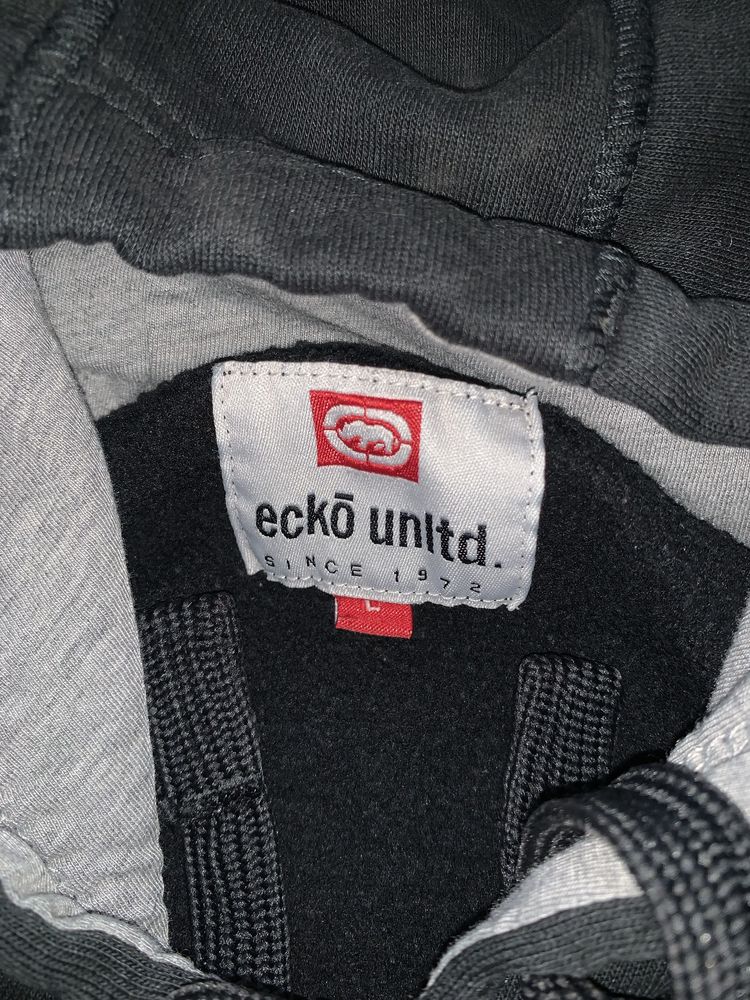 eckō unltd.
SINCE 1972
L